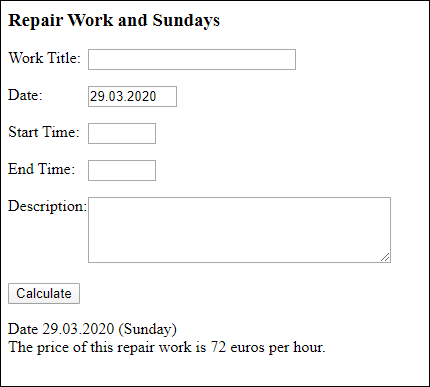 Repair Work and Sundays
Work Title:
Date: 29.03.2020
Start Time:
End Time:
Description:
Calculate
Date 29.03.2020 (Sunday)
The price of this repair work is 72 euros per hour.